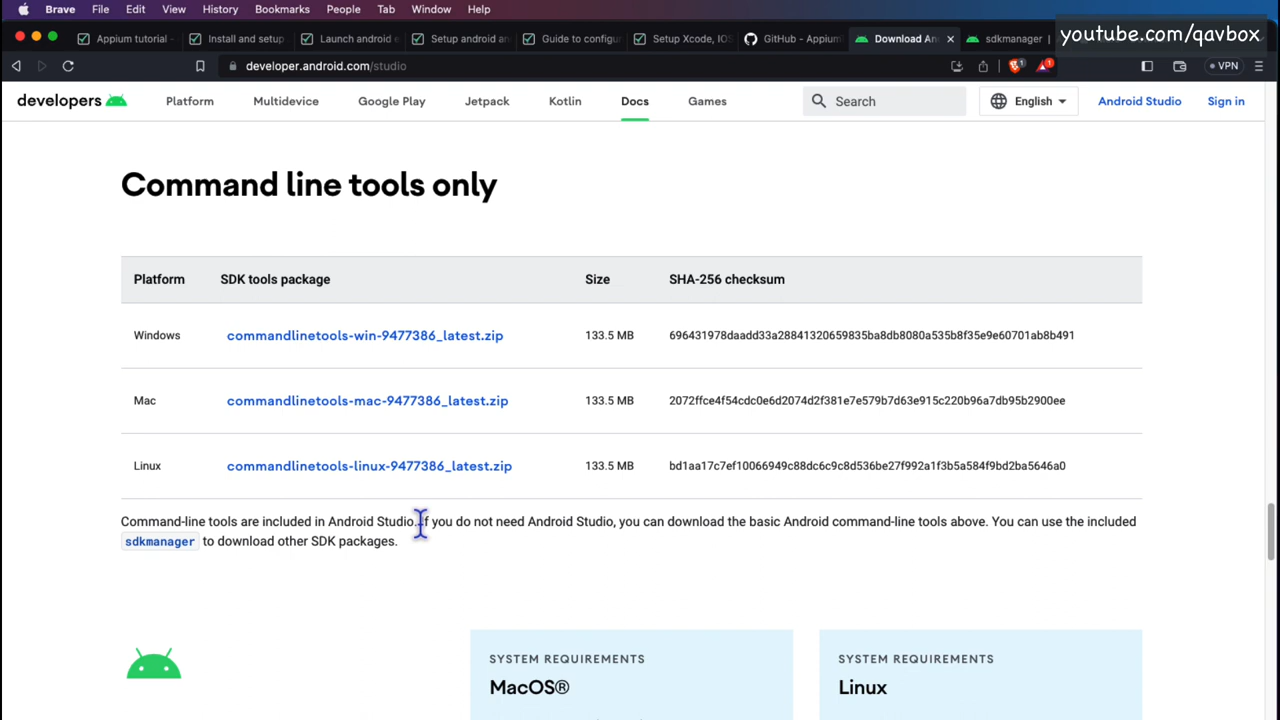 Brave File Edit View History Bookmarks People Tab Window Help
Appium tutorial - Install and setup Launch android e Setup android an Guide to configu Setup Xcode, IOS GitHub - Appium Download An sdkmanager
youtube.com/qavbox
developer.android.com/studio
1 1 VPN
developers Platform Multidevice Google Play Jetpack Kotlin Docs Games Search English Android Studio Sign in
Command line tools only
Platform SDK tools package Size SHA-256 checksum
Windows commandlinetools-win-9477386_latest.zip 133.5 MB 696431978daadd33a28841320659835ba8db8080a535b8f35e9e60701ab8b491
Mac commandlinetools-mac-9477386_latest.zip 133.5 MB 2072ffce4f54cdc0e6d2074d2f381e7e579b7d63e915c220b96a7db95b2900ee
Linux commandlinetools-linux-9477386_latest.zip 133.5 MB bd1aa17c7ef10066949c88dc6c9c8d536be27f992a1f3b5a584f9bd2ba5646a0
Command-line tools are included in Android Studio. If you do not need Android Studio, you can download the basic Android command-line tools above. You can use the included
sdkmanager to download other SDK packages.
SYSTEM REQUIREMENTS SYSTEM REQUIREMENTS
MacOS® Linux